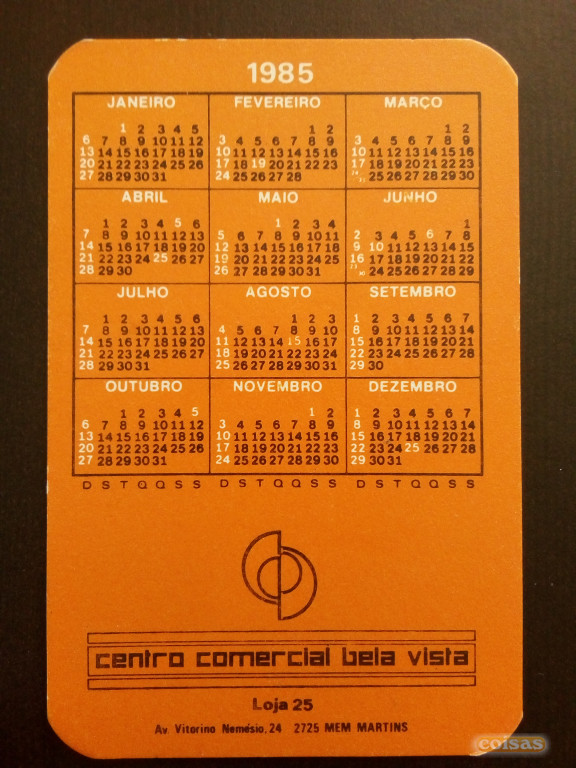 1985
JANEIRO
1 2 3 4 5
6 7 8 9 10 11 12
13 14 15 16 17 18 19
20 21 22 23 24 25 26
27 28 29 30 31
FEVEREIRO
1 2
3 4 5 6 7 8 9
10 11 12 13 14 15 16
17 18 19 20 21 22 23
24 25 26 27 28
MARÇO
1 2
3 4 5 6 7 8 9
10 11 12 13 14 15 16
17 18 19 20 21 22 23
24/31 25 26 27 28 29 30
ABRIL
1 2 3 4 5 6
7 8 9 10 11 12 13
14 15 16 17 18 19 20
21 22 23 24 25 26 27
28 29 30
MAIO
1 2 3 4
5 6 7 8 9 10 11
12 13 14 15 16 17 18
19 20 21 22 23 24 25
26 27 28 29 30 31
JUNHO
1
2 3 4 5 6 7 8
9 10 11 12 13 14 15
16 17 18 19 20 21 22
23/30 24 25 26 27 28 29
JULHO
1 2 3 4 5 6
7 8 9 10 11 12 13
14 15 16 17 18 19 20
21 22 23 24 25 26 27
28 29 30 31
AGOSTO
1 2 3
4 5 6 7 8 9 10
11 12 13 14 15 16 17
18 19 20 21 22 23 24
25 26 27 28 29 30 31
SETEMBRO
1 2 3 4 5 6 7
8 9 10 11 12 13 14
15 16 17 18 19 20 21
22 23 24 25 26 27 28
29 30
OUTUBRO
1 2 3 4 5
6 7 8 9 10 11 12
13 14 15 16 17 18 19
20 21 22 23 24 25 26
27 28 29 30 31
NOVEMBRO
1 2
3 4 5 6 7 8 9
10 11 12 13 14 15 16
17 18 19 20 21 22 23
24 25 26 27 28 29 30
DEZEMBRO
1 2 3 4 5 6 7
8 9 10 11 12 13 14
15 16 17 18 19 20 21
22 23 24 25 26 27 28
29 30 31
D S T Q Q S S D S T Q Q S S D S T Q Q S S
centro comercial bela vista
Loja 25
Av. Vitorino Nemésio, 24 2725 MEM MARTINS
coisas